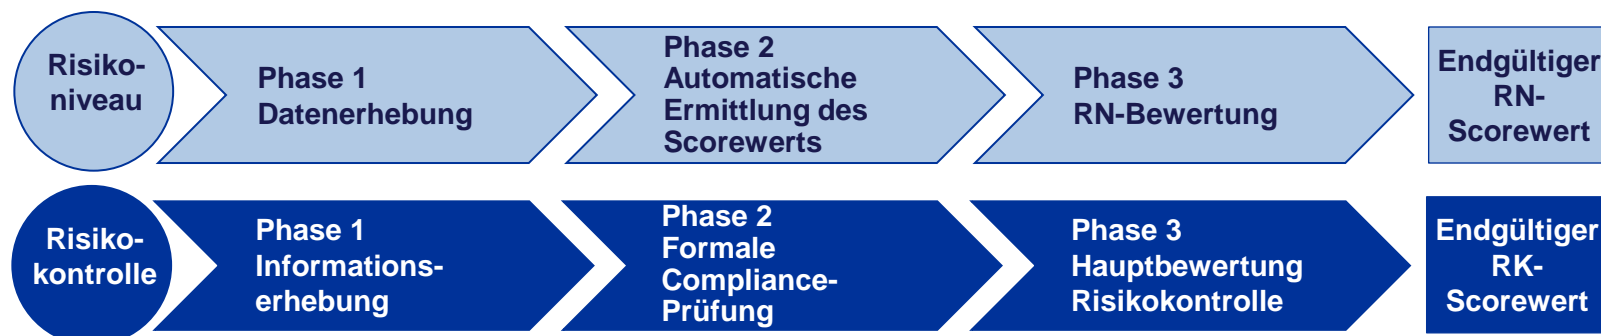 Risiko-
niveau
Phase 1
Datenerhebung
Phase 2
Automatische
Ermittlung des
Scorewerts
Phase 3
RN-Bewertung
Endgültiger
RN-
Scorewert
Risiko-
kontrolle
Phase 1
Informations-
erhebung
Phase 2
Formale
Compliance-
Prüfung
Phase 3
Hauptbewertung
Risikokontrolle
Endgültiger
RK-
Scorewert